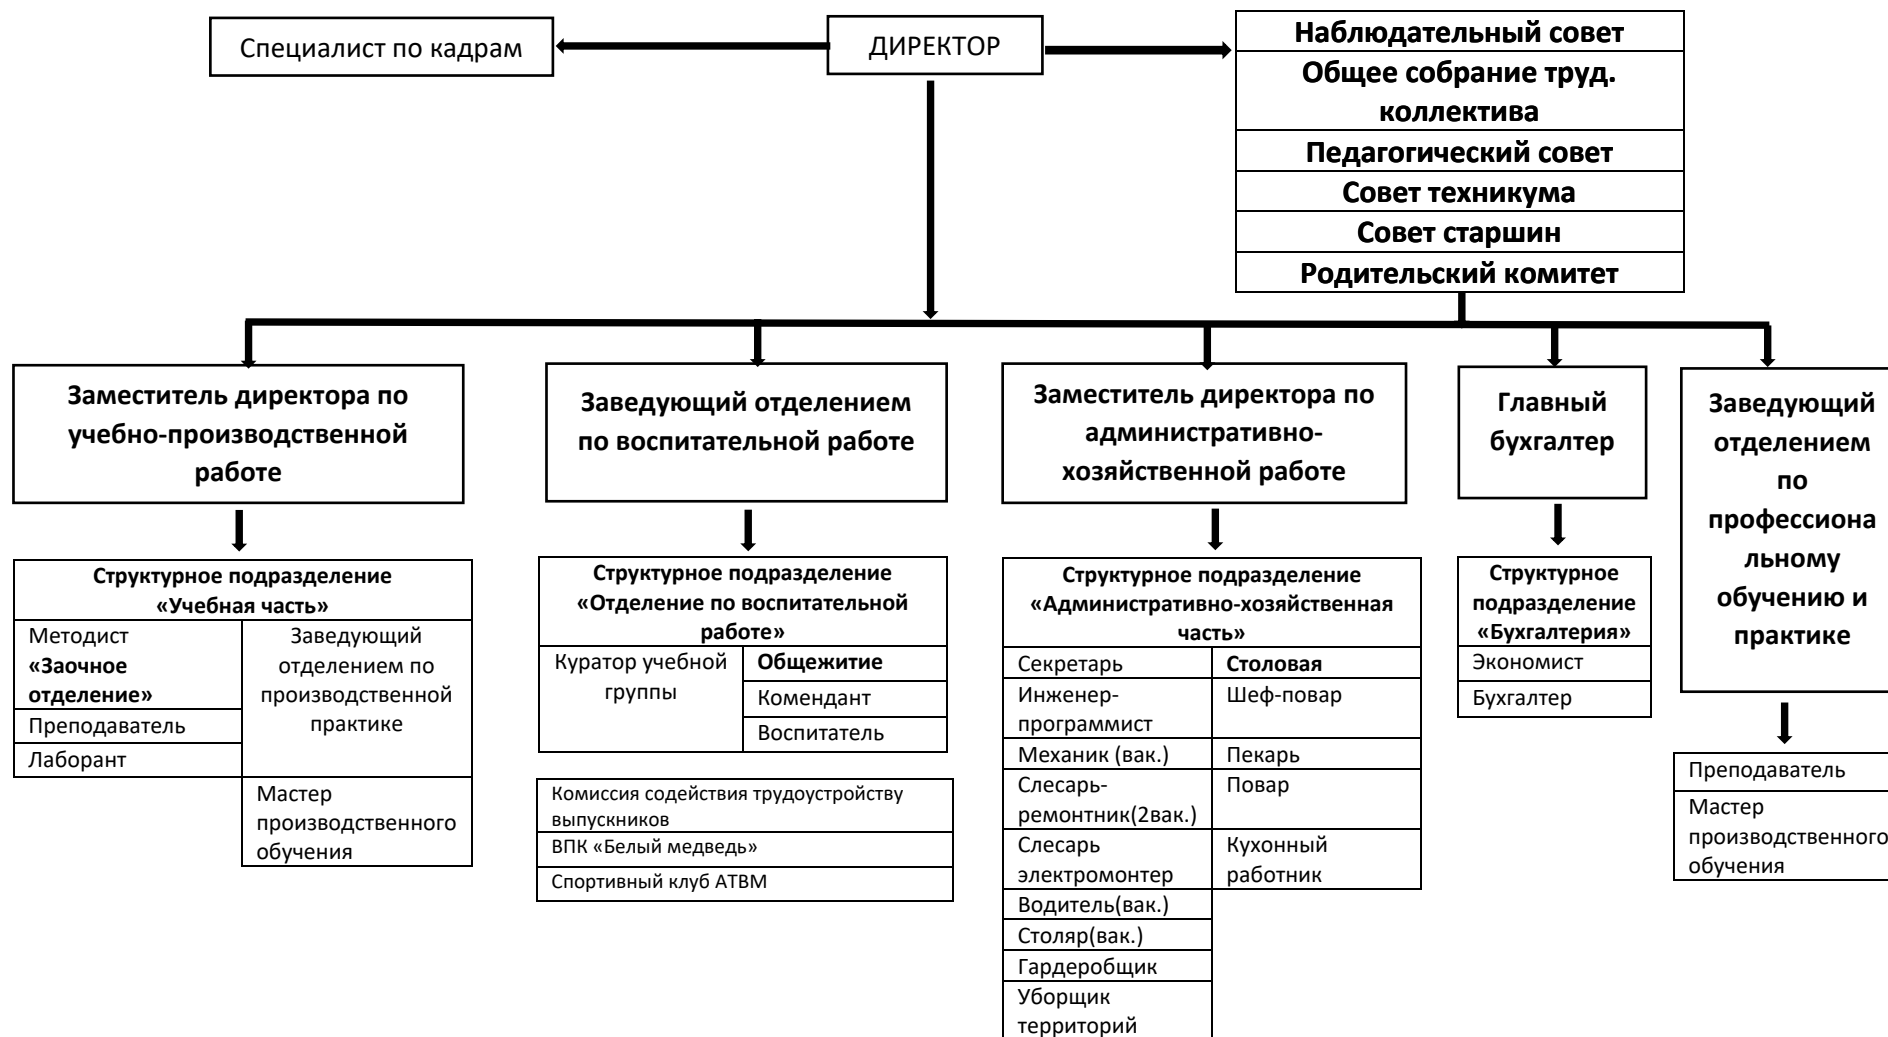 Специалист по кадрам
ДИРЕКТОР
Наблюдательный совет
Общее собрание труд.
коллектива
Педагогический совет
Совет техникума
Совет старшин
Родительский комитет
Заместитель директора по
учебно-производственной
работе
Заведующий отделением
по воспитательной работе
Заместитель директора по
административно-
хозяйственной работе
Главный
бухгалтер
Заведующий
отделением
по
профессиона
льному
обучению и
практике
Структурное подразделение
«Учебная часть»
Методист
«Заочное
отделение»
Преподаватель
Лаборант
Заведующий
отделением по
производственной
практике
Мастер
производственного
обучения
Структурное подразделение
«Отделение по воспитательной
работе»
Куратор учебной
группы
Общежитие
Комендант
Воспитатель
Комиссия содействия трудоустройству
выпускников
ВПК «Белый медведь»
Спортивный клуб АТВМ
Структурное подразделение
«Административно-хозяйственная
часть»
Секретарь
Инженер-
программист
Механик (вак.)
Слесарь-
ремонтник(2вак.)
Слесарь
электромонтер
Водитель(вак.)
Столяр(вак.)
Гардеробщик
Уборщик
территорий
Столовая
Шеф-повар
Пекарь
Повар
Кухонный
работник
Структурное
подразделение
«Бухгалтерия»
Экономист
Бухгалтер
Преподаватель
Мастер
производственного
обучения